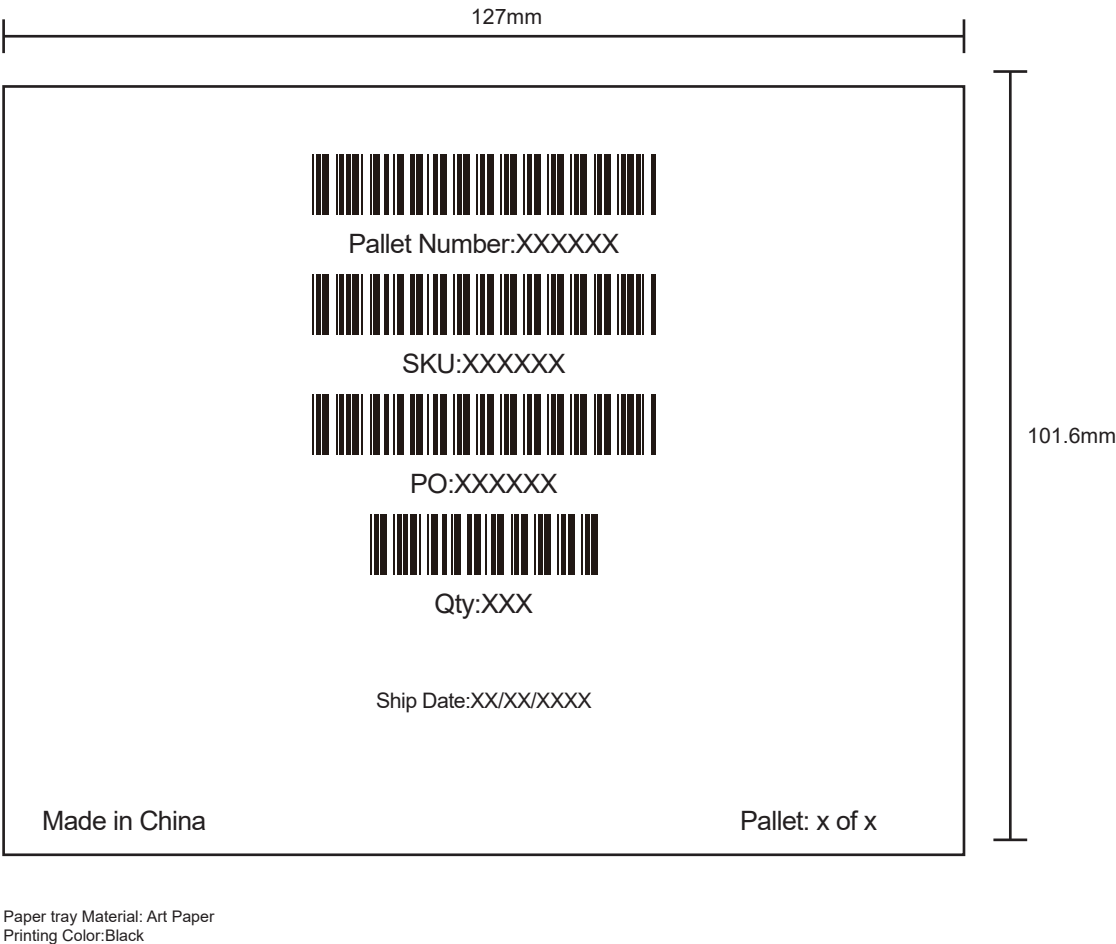 127mm
Pallet Number:XXXXXX
SKU:XXXXXX
101.6mm
PO:XXXXXX
Qty:XXX
Ship Date:XX/XX/XXXX
Made in China
Pallet: x of x
Paper tray Material: Art Paper
Printing Color:Black